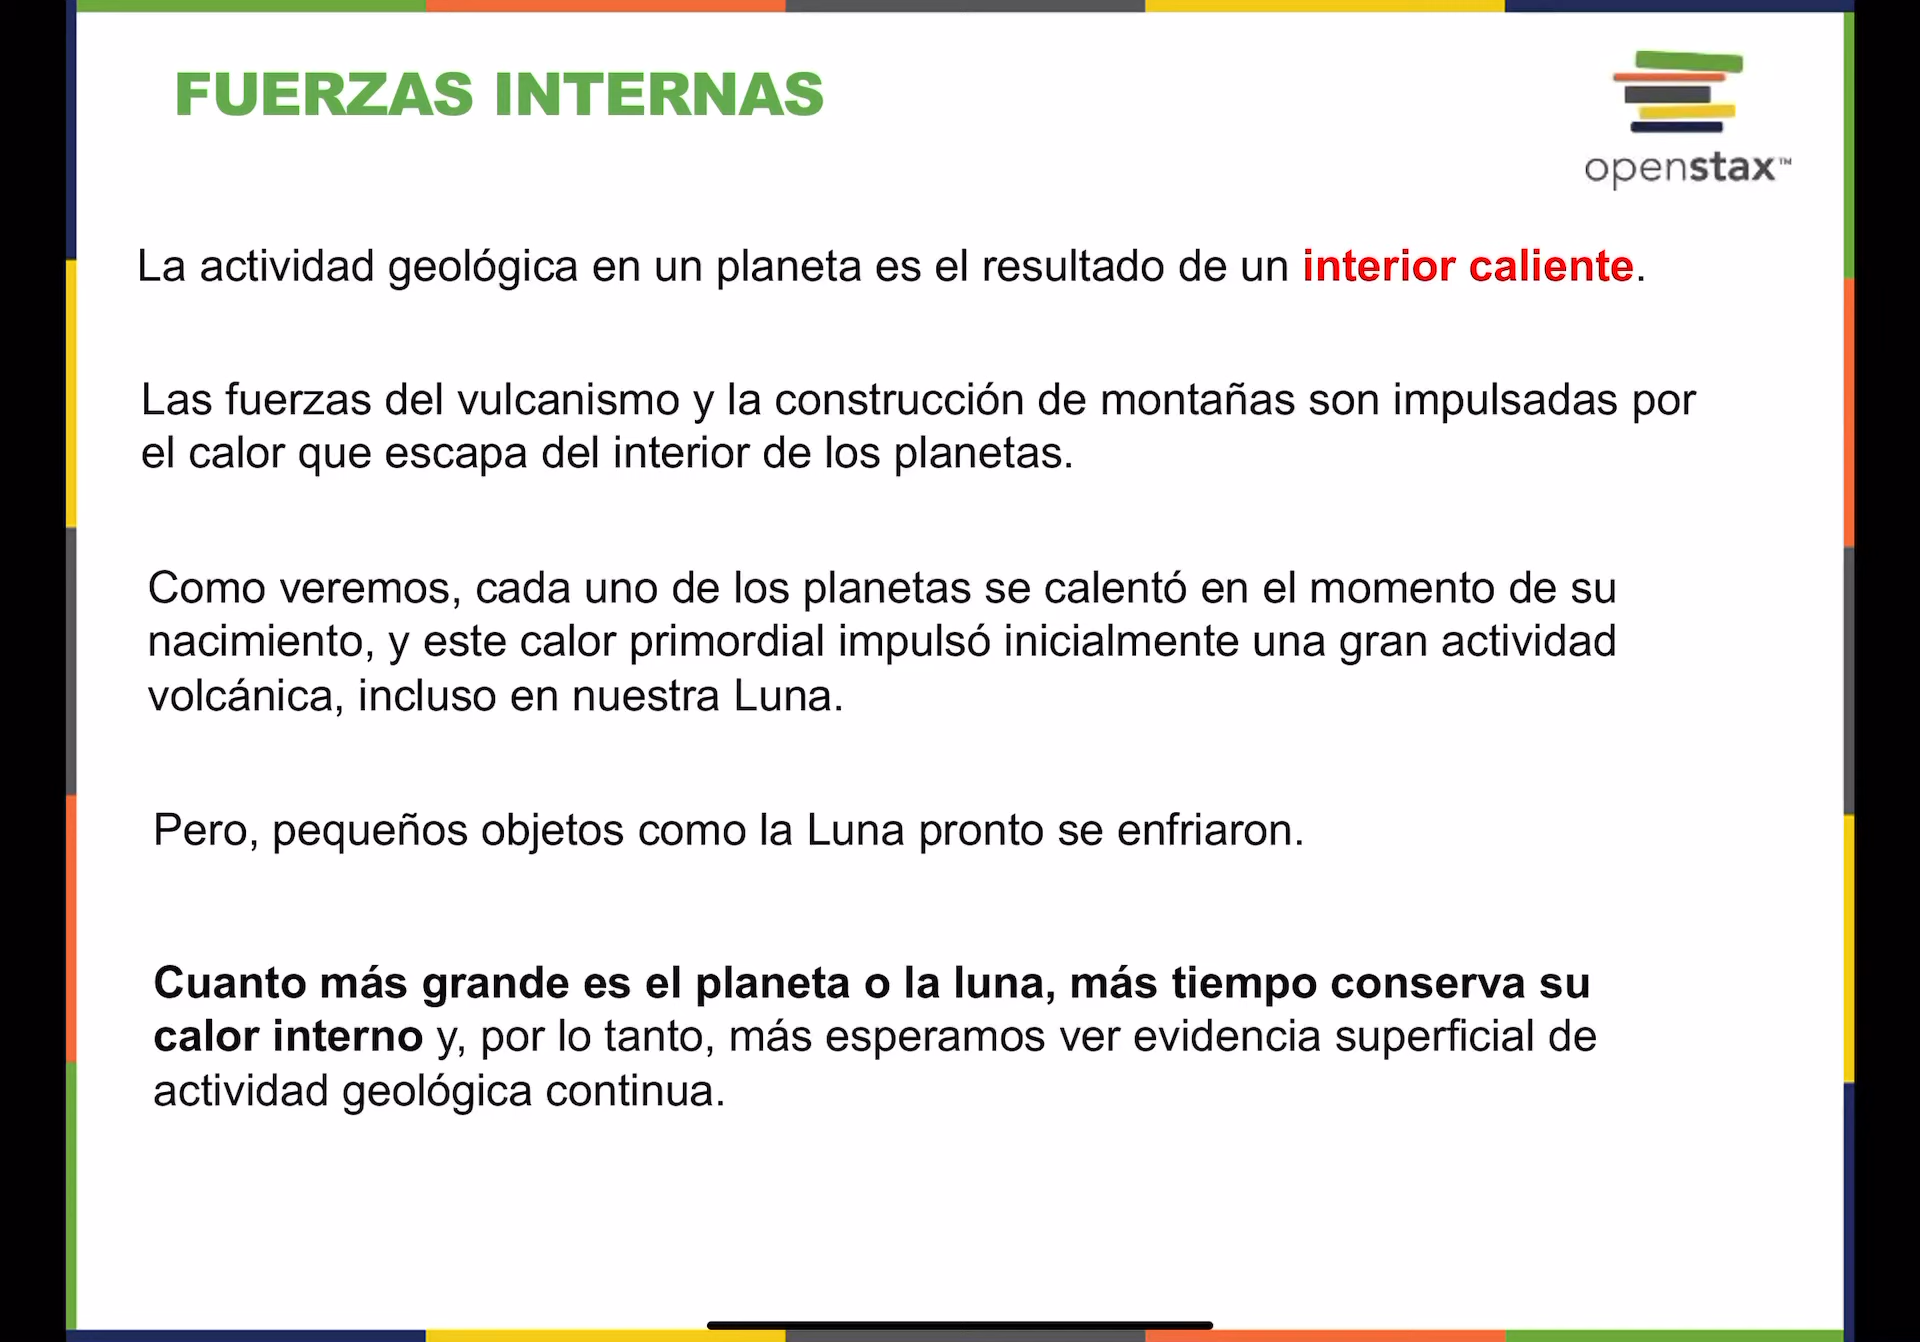 FUERZAS INTERNAS
openstax™
La actividad geológica en un planeta es el resultado de un interior caliente.
Las fuerzas del vulcanismo y la construcción de montañas son impulsadas por
el calor que escapa del interior de los planetas.
Como veremos, cada uno de los planetas se calentó en el momento de su
nacimiento, y este calor primordial impulsó inicialmente una gran actividad
volcánica, incluso en nuestra Luna.
Pero, pequeños objetos como la Luna pronto se enfriaron.
Cuanto más grande es el planeta o la luna, más tiempo conserva su
calor interno y, por lo tanto, más esperamos ver evidencia superficial de
actividad geológica continua.